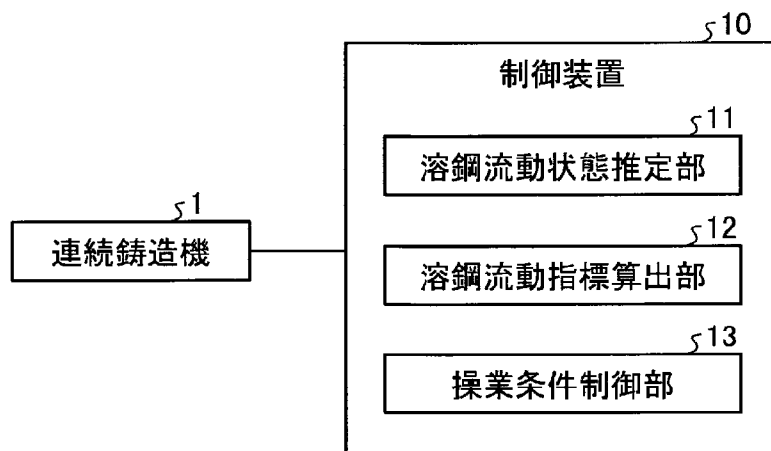 10
制御装置
11
溶鋼流動状態推定部
1
連続鋳造機
12
溶鋼流動指標算出部
13
操業条件制御部